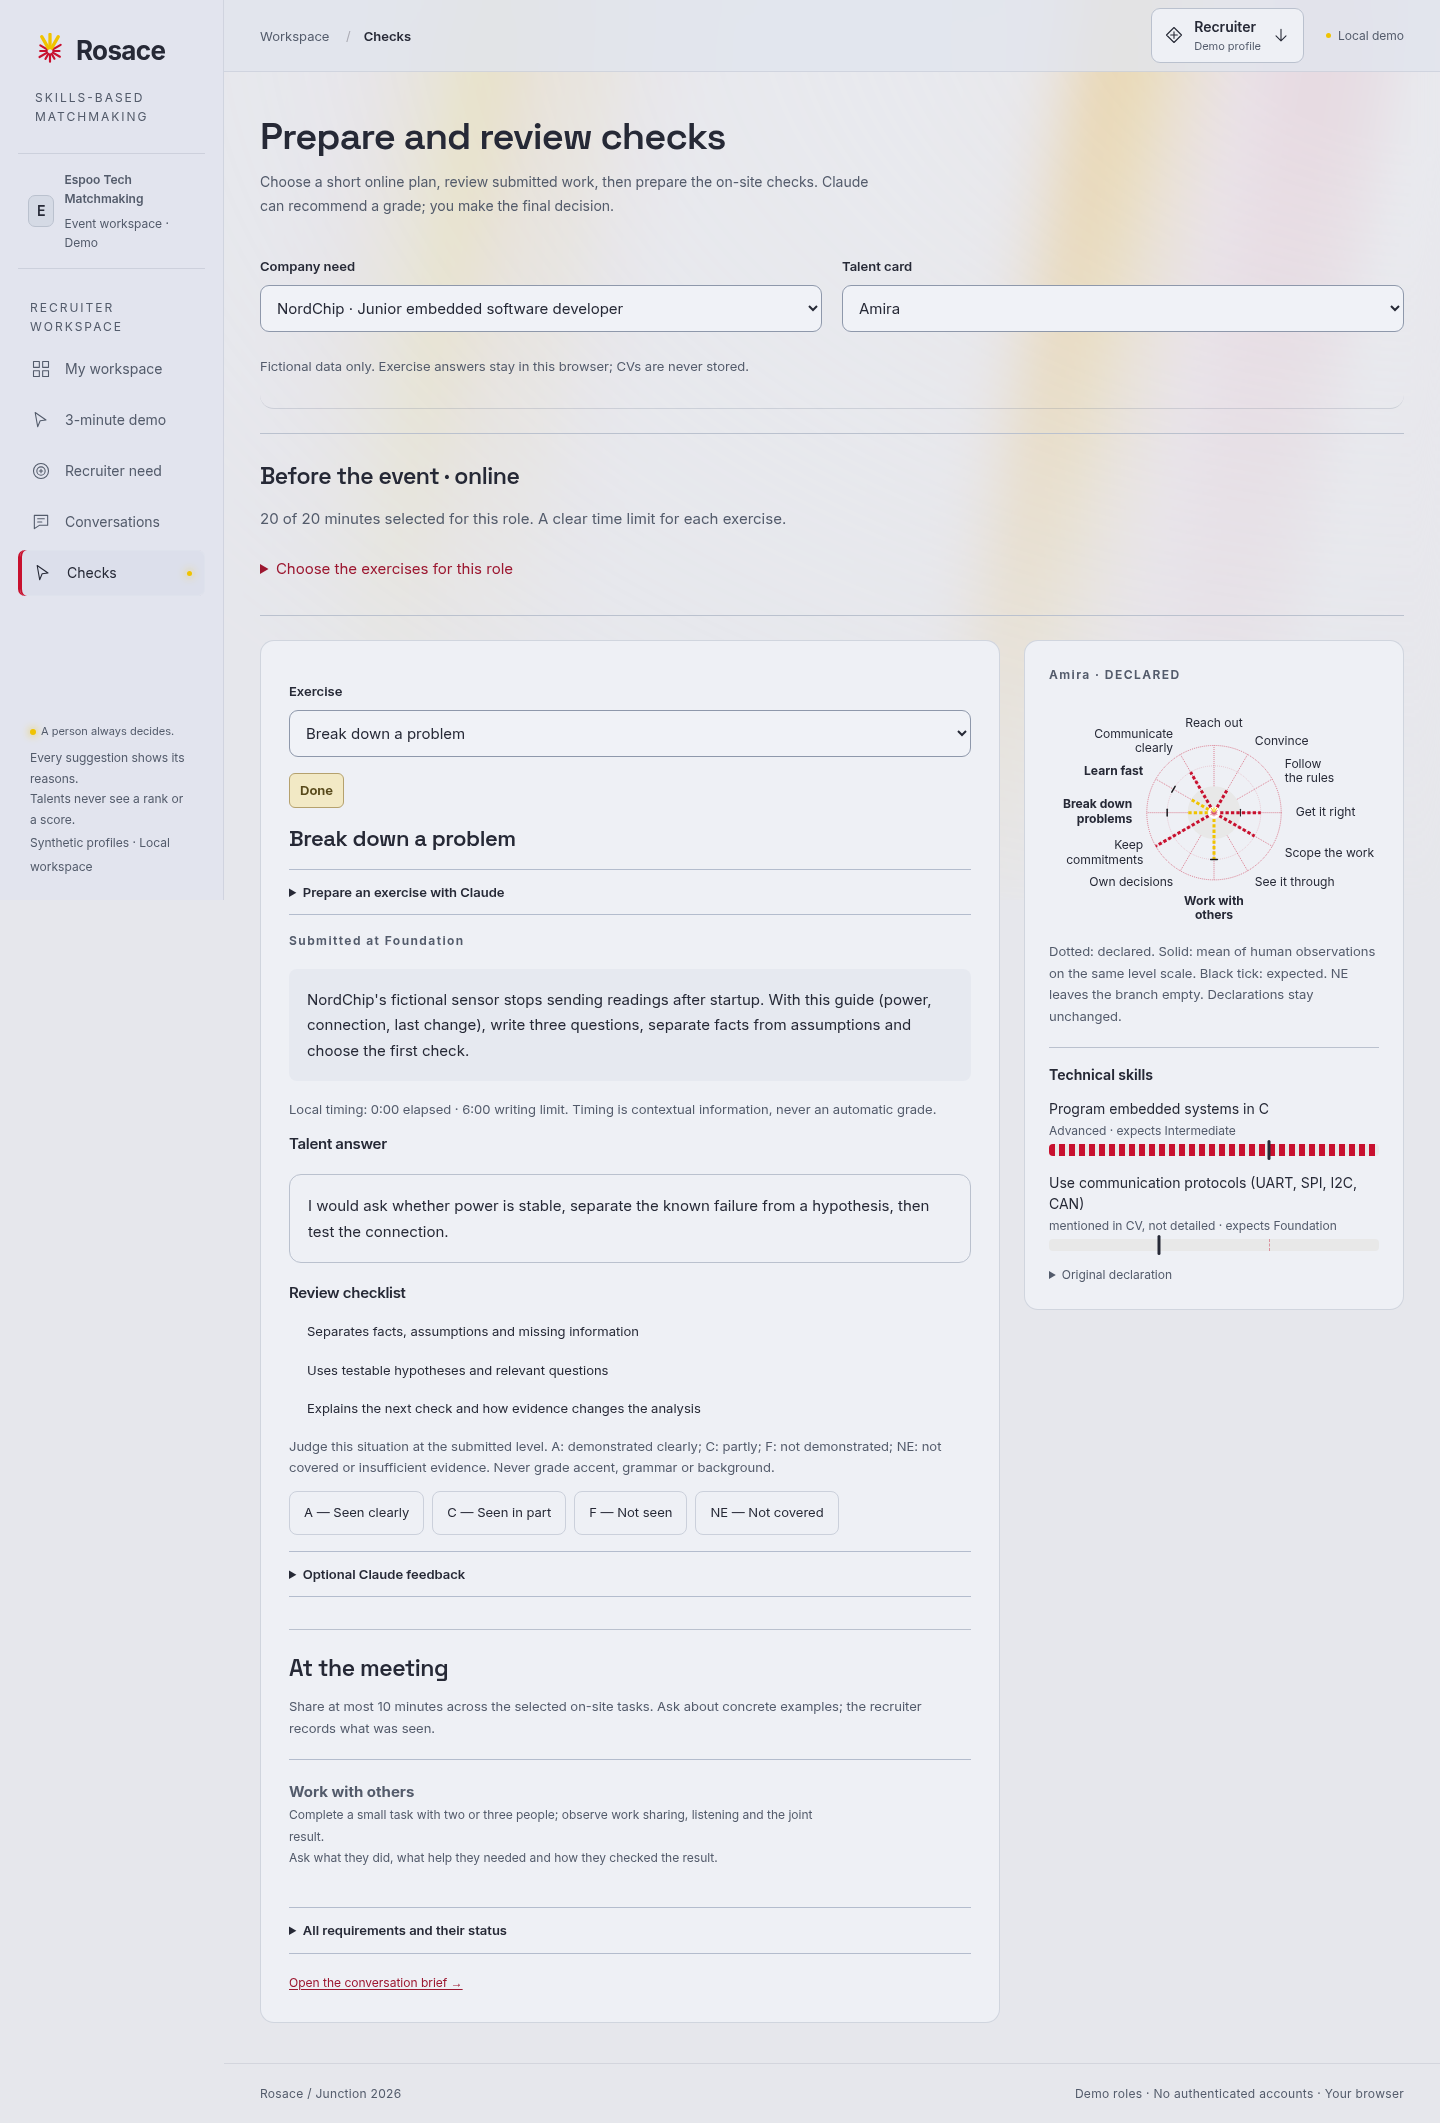 Rosace
SKILLS-BASED
MATCHMAKING
E
Espoo Tech
Matchmaking
Event workspace ·
Demo
RECRUITER
WORKSPACE
My workspace
3-minute demo
Recruiter need
Conversations
Checks
A person always decides.
Every suggestion shows its
reasons.
Talents never see a rank or
a score.
Synthetic profiles · Local
workspace
Workspace / Checks
Recruiter
Demo profile
Local demo
Prepare and review checks
Choose a short online plan, review submitted work, then prepare the on-site checks. Claude
can recommend a grade; you make the final decision.
Company need
NordChip · Junior embedded software developer
Talent card
Amira
Fictional data only. Exercise answers stay in this browser; CVs are never stored.
Before the event · online
20 of 20 minutes selected for this role. A clear time limit for each exercise.
Choose the exercises for this role
Exercise
Break down a problem
Done
Break down a problem
Prepare an exercise with Claude
Submitted at Foundation
NordChip's fictional sensor stops sending readings after startup. With this guide (power,
connection, last change), write three questions, separate facts from assumptions and
choose the first check.
Local timing: 0:00 elapsed · 6:00 writing limit. Timing is contextual information, never an automatic grade.
Talent answer
I would ask whether power is stable, separate the known failure from a hypothesis, then
test the connection.
Review checklist
Separates facts, assumptions and missing information
Uses testable hypotheses and relevant questions
Explains the next check and how evidence changes the analysis
Judge this situation at the submitted level. A: demonstrated clearly; C: partly; F: not demonstrated; NE: not
covered or insufficient evidence. Never grade accent, grammar or background.
A — Seen clearly
C — Seen in part
F — Not seen
NE — Not covered
Optional Claude feedback
At the meeting
Share at most 10 minutes across the selected on-site tasks. Ask about concrete examples; the recruiter
records what was seen.
Work with others
Complete a small task with two or three people; observe work sharing, listening and the joint
result.
Ask what they did, what help they needed and how they checked the result.
All requirements and their status
Open the conversation brief →
Amira · DECLARED
Reach out
Convince
Follow
the rules
Get it right
Scope the work
See it through
Work with
others
Own decisions
Keep
commitments
Break down
problems
Learn fast
Communicate
clearly
Dotted: declared. Solid: mean of human observations
on the same level scale. Black tick: expected. NE
leaves the branch empty. Declarations stay
unchanged.
Technical skills
Program embedded systems in C
Advanced · expects Intermediate
Use communication protocols (UART, SPI, I2C,
CAN)
mentioned in CV, not detailed · expects Foundation
Original declaration
Rosace / Junction 2026
Demo roles · No authenticated accounts · Your browser